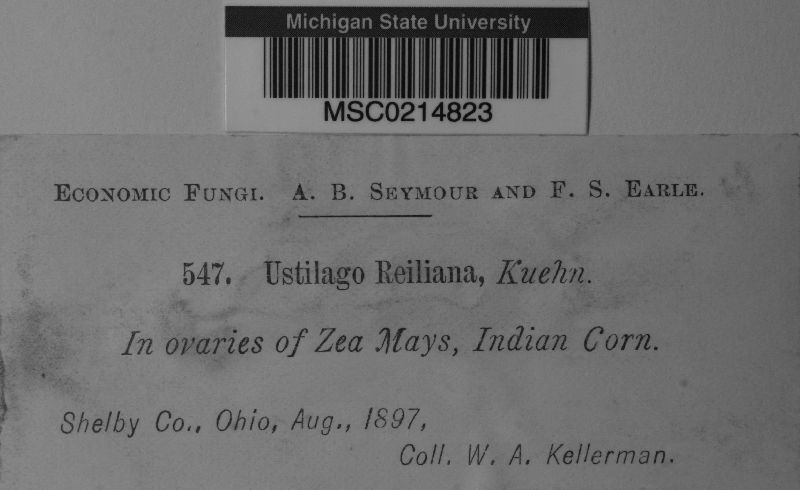 Michigan State University
MSC0214823
Economic Fungi. A. B. Seymour and F. S. Earle.
547. Ustilago Reiliana, Kuehn.
In ovaries of Zea Mays, Indian Corn.
Shelby Co., Ohio, Aug., 1897,
Coll. W. A. Kellerman.